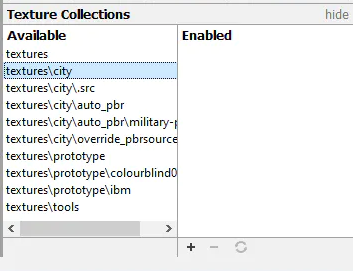 Texture Collections hide
Available Enabled
textures
textures\city
textures\city\.src
textures\city\auto_pbr
textures\city\auto_pbr\military-p
textures\city\override_pbrsource
textures\prototype
textures\prototype\colourblind0
textures\prototype\ibm
textures\tools